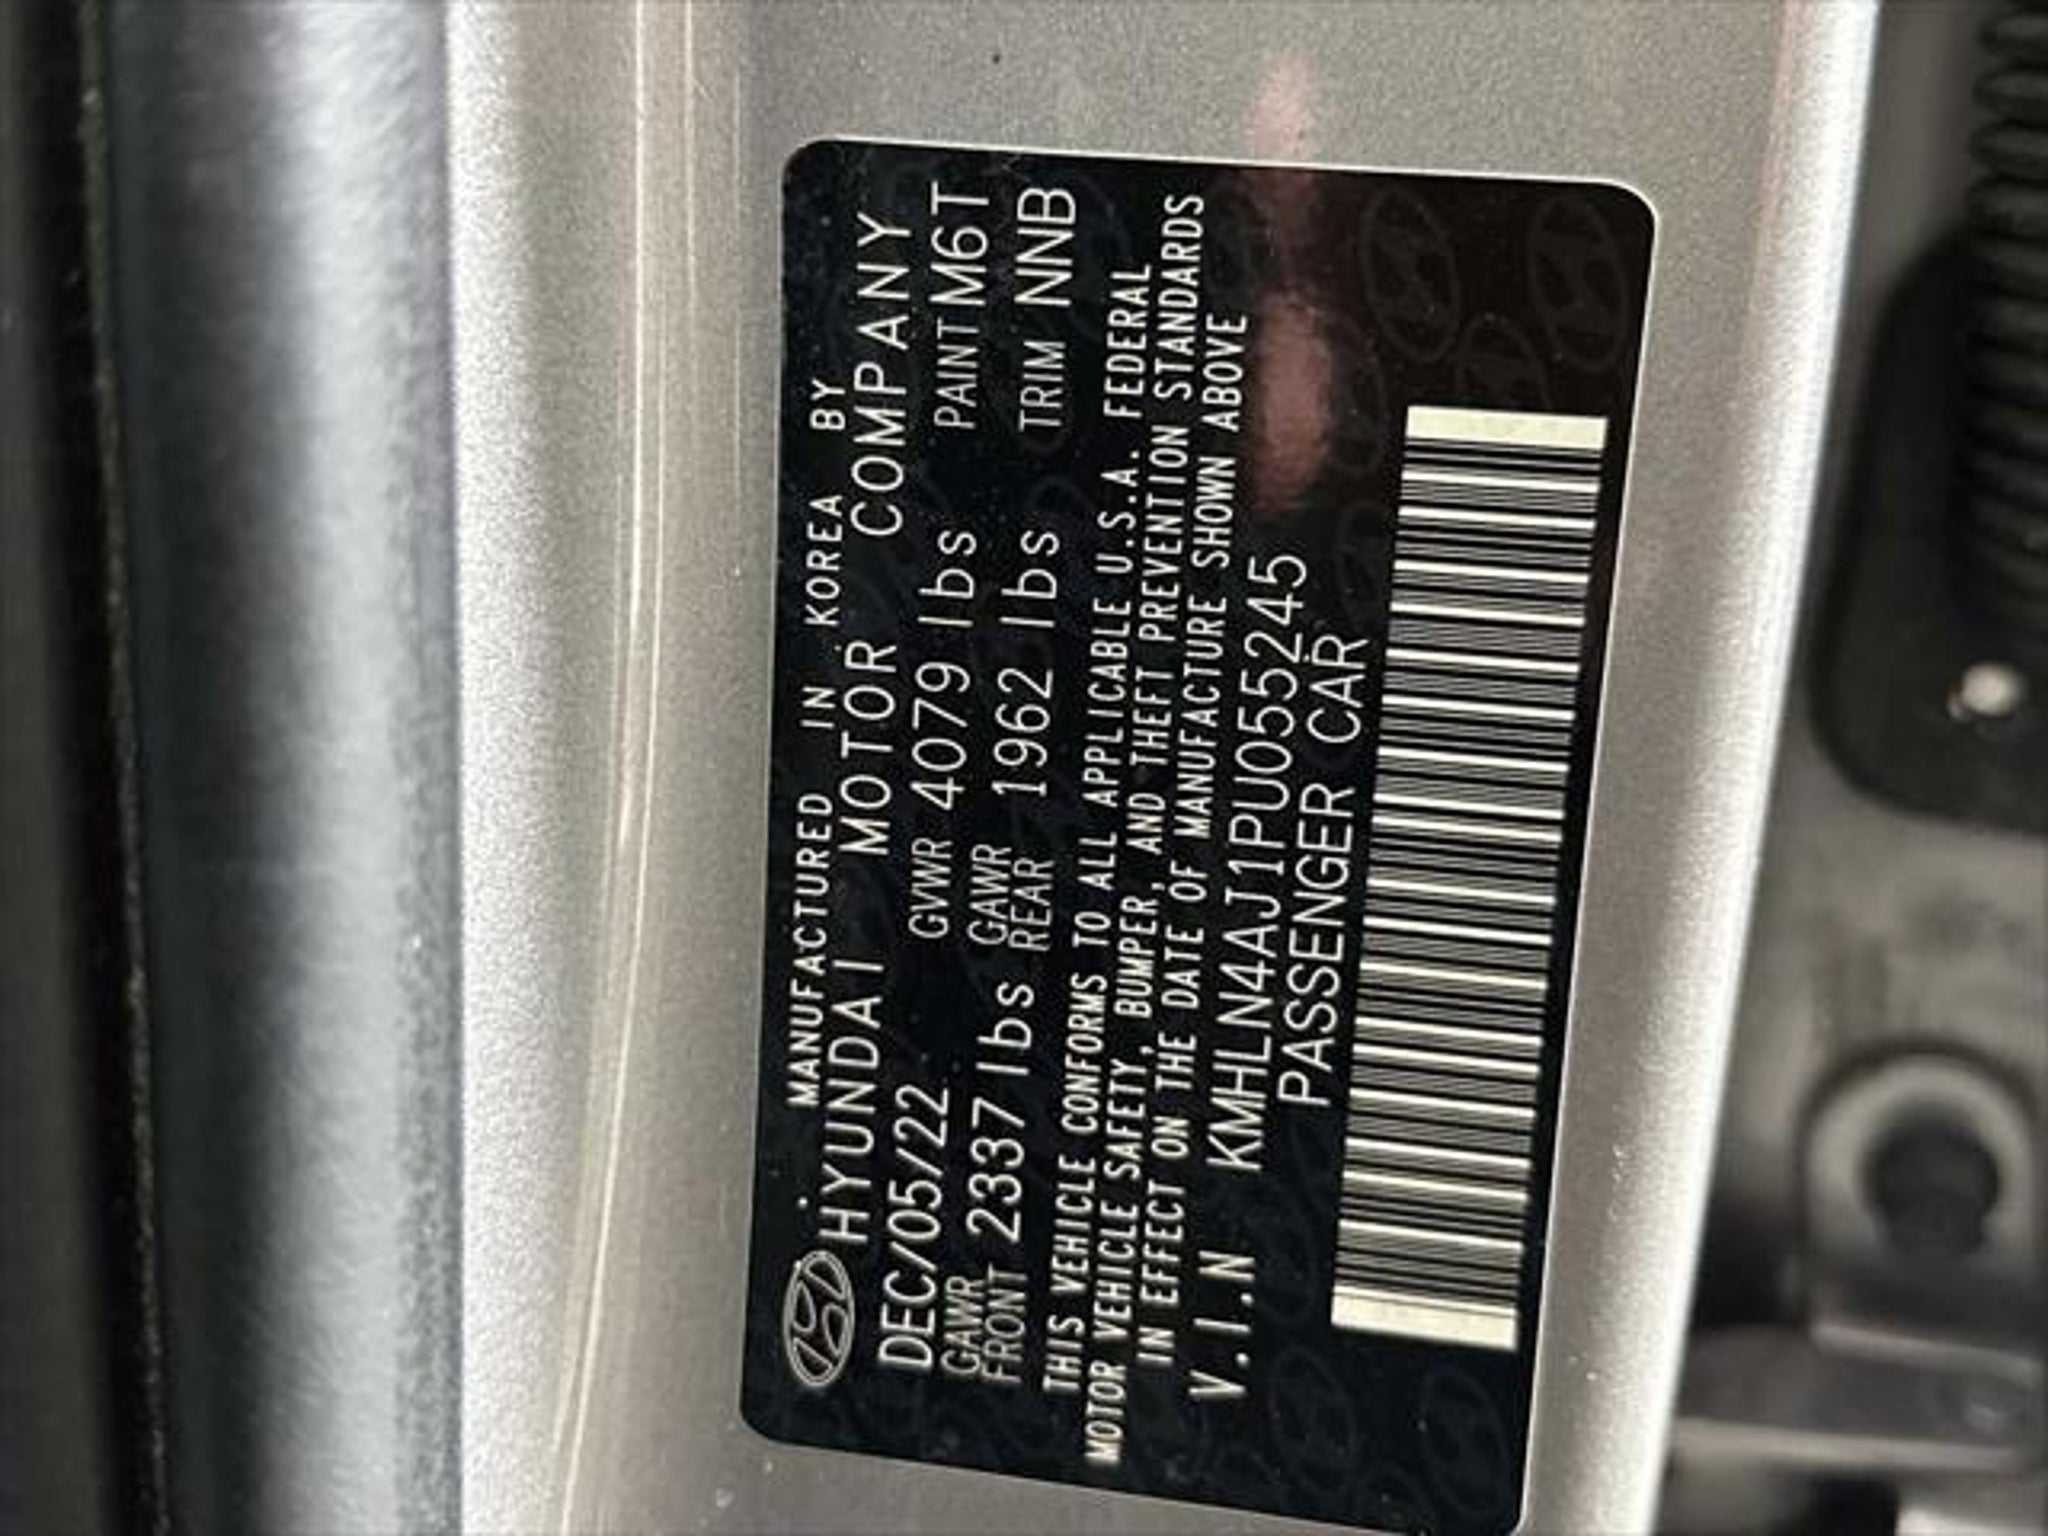 MANUFACTURED IN KOREA BY
HYUNDAI MOTOR COMPANY
DEC/05/22 GVWR 4079 lbs PAINT M6T
GAWR FRONT 2337 lbs GAWR REAR 1962 lbs TRIM NNB
THIS VEHICLE CONFORMS TO ALL APPLICABLE U.S.A. FEDERAL
MOTOR VEHICLE SAFETY, BUMPER, AND THEFT PREVENTION STANDARDS
IN EFFECT ON THE DATE OF MANUFACTURE SHOWN ABOVE
V.I.N KMHLN4AJ1PU055245
PASSENGER CAR